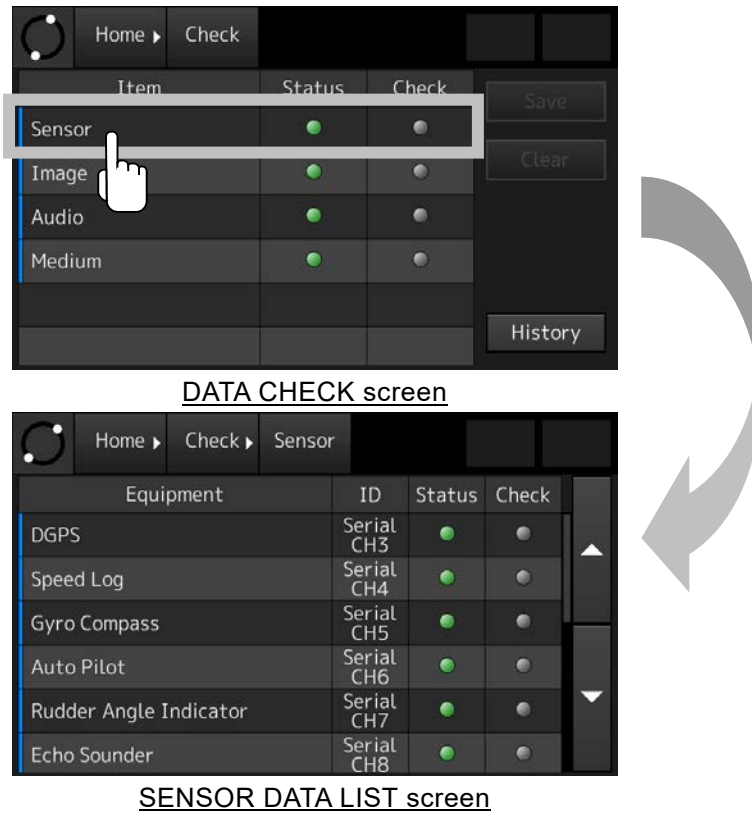 Home Check
Item Status Check
Sensor
Image
Audio
Medium
Save
Clear
History
DATA CHECK screen
Home Check Sensor
Equipment ID Status Check
DGPS Serial CH3
Speed Log Serial CH4
Gyro Compass Serial CH5
Auto Pilot Serial CH6
Rudder Angle Indicator Serial CH7
Echo Sounder Serial CH8
SENSOR DATA LIST screen